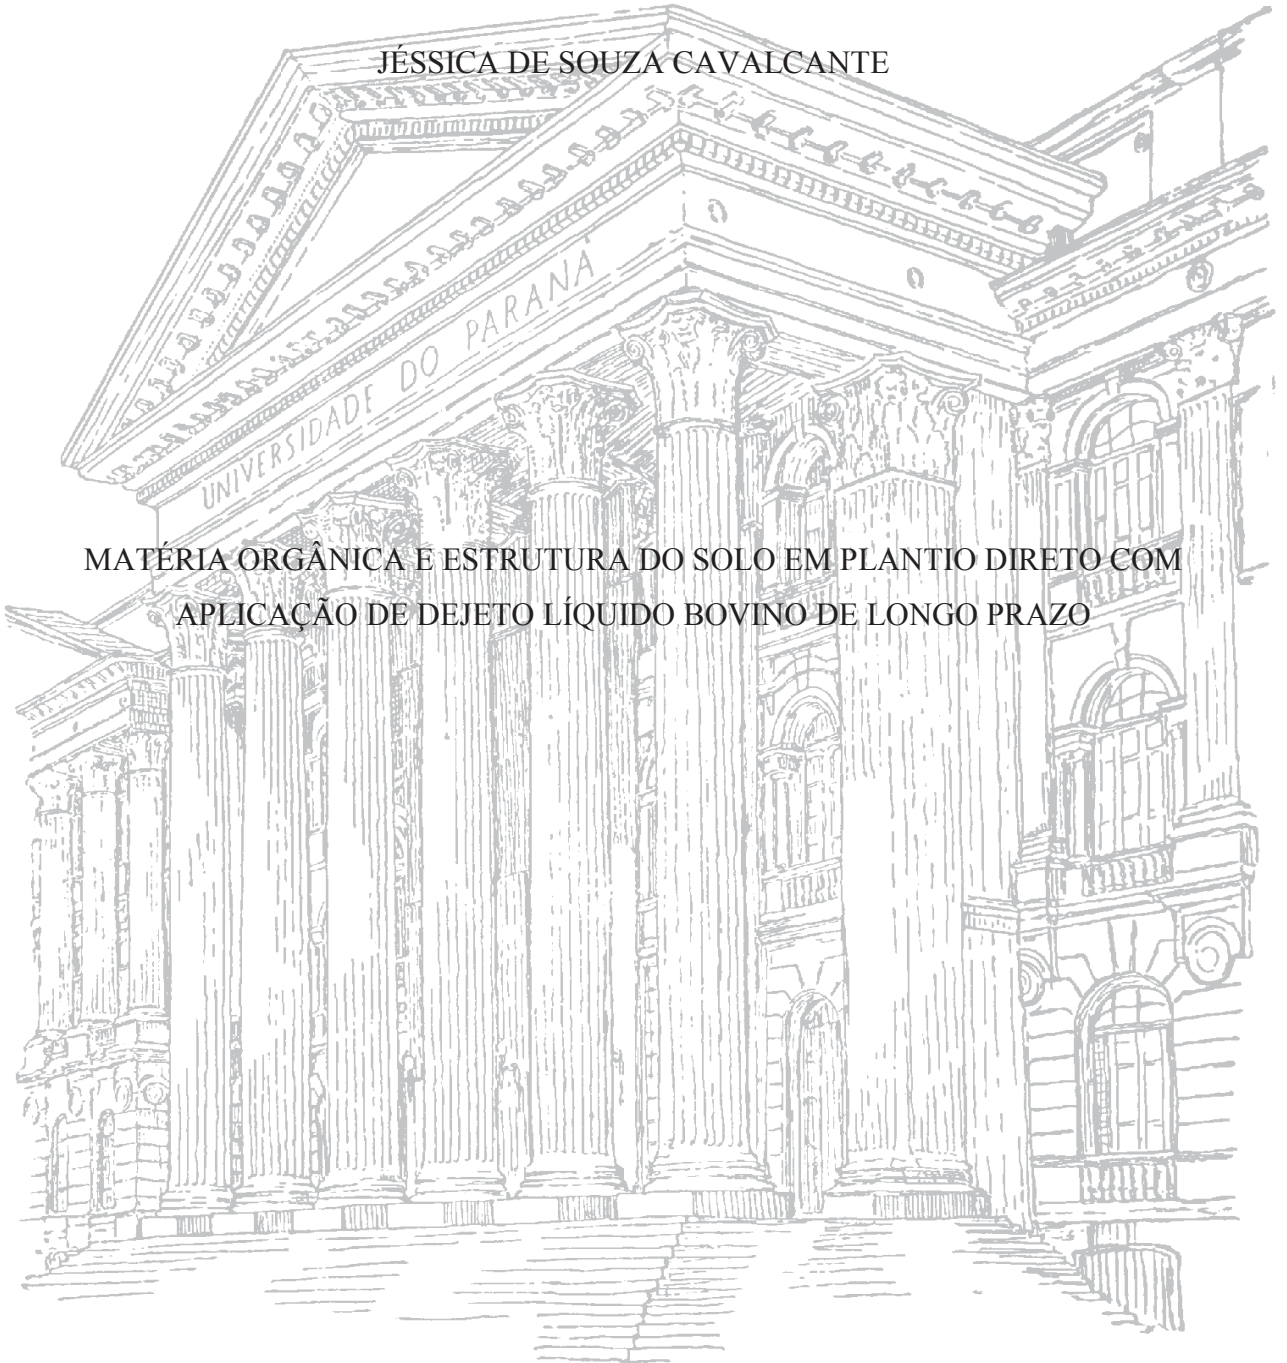 JÉSSICA DE SOUZA CAVALCANTE
UNIVERSIDADE DO PARANÁ
MATÉRIA ORGÂNICA E ESTRUTURA DO SOLO EM PLANTIO DIRETO COM
APLICAÇÃO DE DEJETO LÍQUIDO BOVINO DE LONGO PRAZO